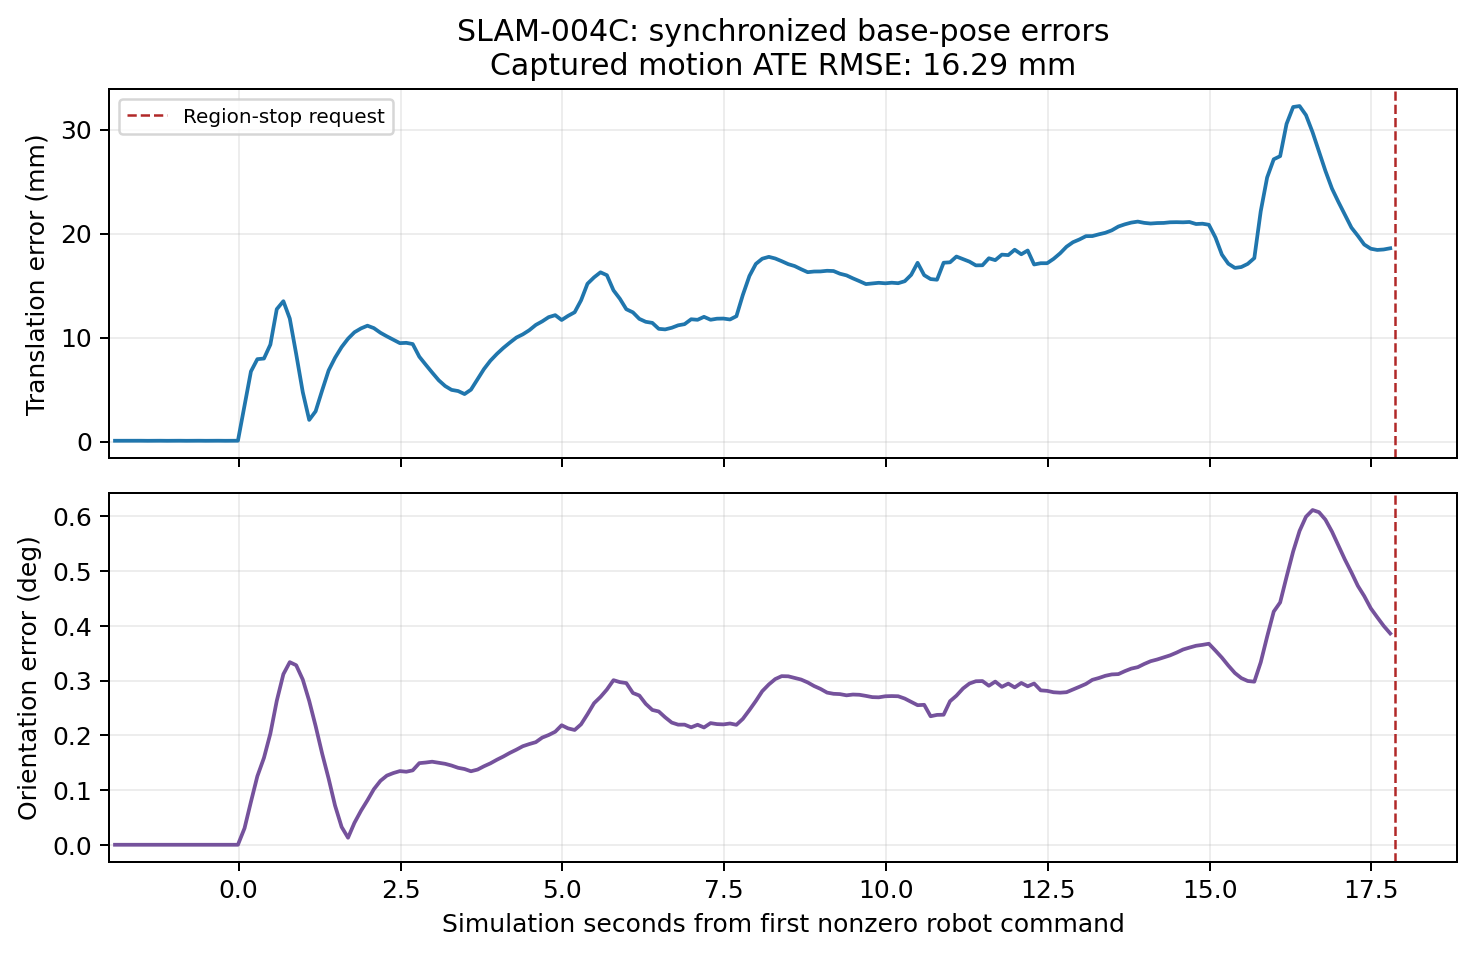 SLAM-004C: synchronized base-pose errors
Captured motion ATE RMSE: 16.29 mm
Region-stop request
Translation error (mm)
30
20
10
0
Orientation error (deg)
0.6
0.5
0.4
0.3
0.2
0.1
0.0
0.0 2.5 5.0 7.5 10.0 12.5 15.0 17.5
Simulation seconds from first nonzero robot command